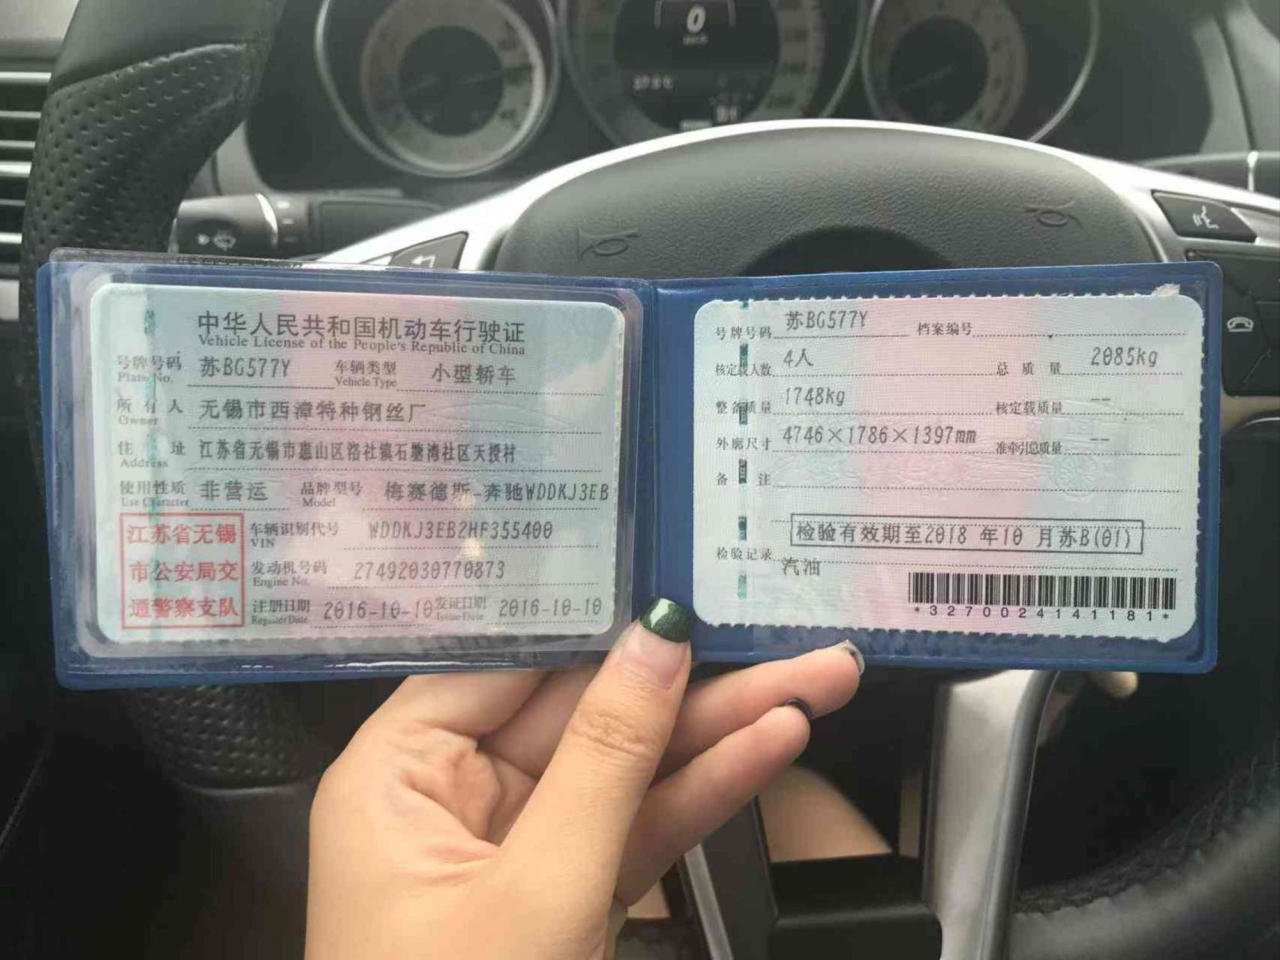 中华人民共和国机动车行驶证
Vehicle License of the People's Republic of China
号牌号码 苏BG577Y 车辆类型 小型轿车
Plate No. Vehicle Type
所有人 无锡市西漳特种钢丝厂
Owner
住址 江苏省无锡市惠山区洛社镇石塘湾社区天授村
Address
使用性质 非营运 品牌型号 梅赛德斯-奔驰WDDKJ3EB
Use Character Model
江苏省无锡
市公安局交
通警察支队
车辆识别代号 WDDKJ3EB2HF355400
VIN
发动机号码 27492030770873
Engine No.
注册日期 2016-10-10 发证日期 2016-10-10
Register Date Issue Date
号牌号码 苏BG577Y 档案编号
核定载人数 4人 总质量 2085kg
整备质量 1748kg 核定载质量 --
外廓尺寸 4746×1786×1397mm 准牵引总质量 --
备注
检验有效期至2018 年10 月苏B(01)
检验记录
汽油
*3270024141181*
0